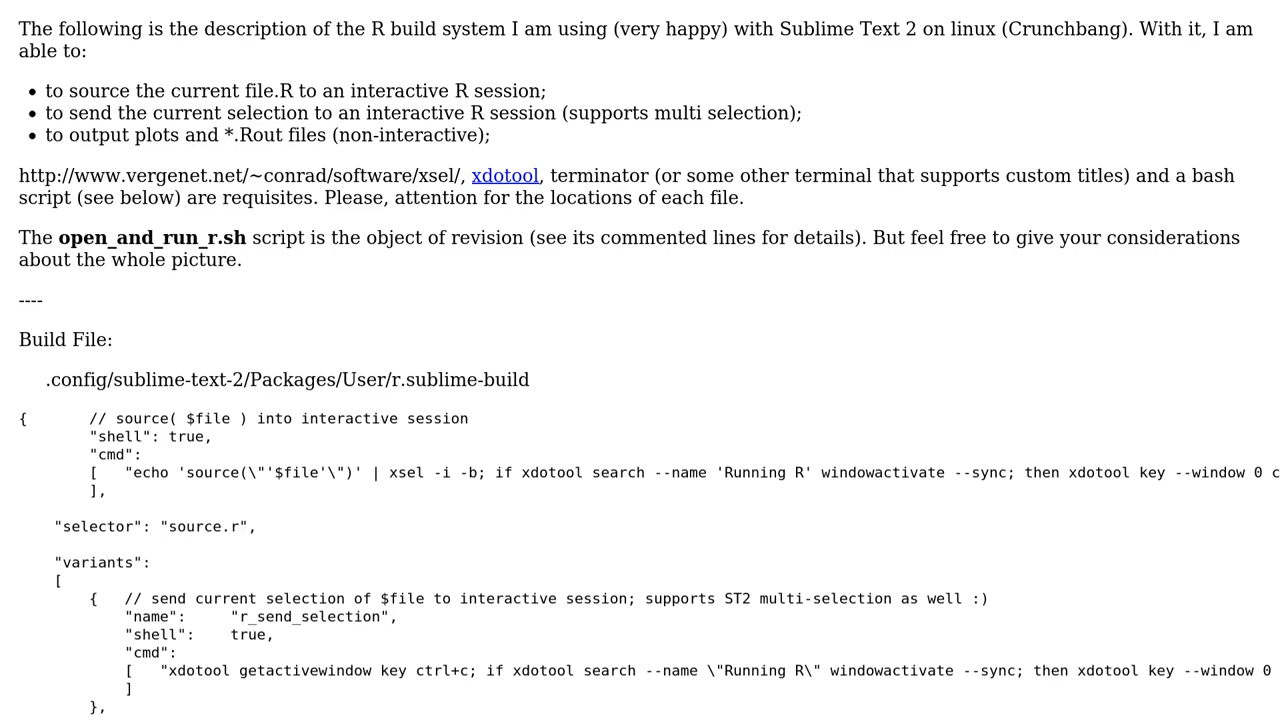 The following is the description of the R build system I am using (very happy) with Sublime Text 2 on linux (Crunchbang). With it, I am
able to:
• to source the current file.R to an interactive R session;
• to send the current selection to an interactive R session (supports multi selection);
• to output plots and *.Rout files (non-interactive);
http://www.vergenet.net/~conrad/software/xsel/, xdotool, terminator (or some other terminal that supports custom titles) and a bash
script (see below) are requisites. Please, attention for the locations of each file.
The open_and_run_r.sh script is the object of revision (see its commented lines for details). But feel free to give your considerations
about the whole picture.
----
Build File:
.config/sublime-text-2/Packages/User/r.sublime-build
{       // source( $file ) into interactive session
        "shell": true,
        "cmd":
        [   "echo 'source(\"'$file'\")' | xsel -i -b; if xdotool search --name 'Running R' windowactivate --sync; then xdotool key --window 0 c
        ],
    "selector": "source.r",
    "variants":
    [
        {   // send current selection of $file to interactive session; supports ST2 multi-selection as well :)
            "name":     "r_send_selection",
            "shell":    true,
            "cmd":
            [   "xdotool getactivewindow key ctrl+c; if xdotool search --name \"Running R\" windowactivate --sync; then xdotool key --window 0
            ]
        },